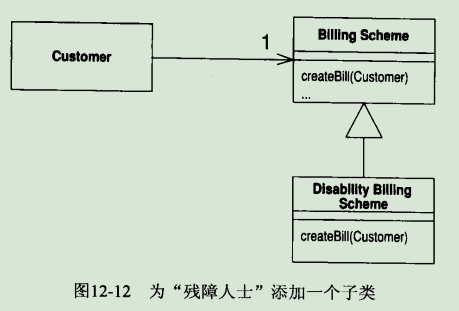 Customer
1
Billing Scheme
createBill(Customer)
...
Disability Billing
Scheme
createBill(Customer)
图12-12 为“残障人士”添加一个子类